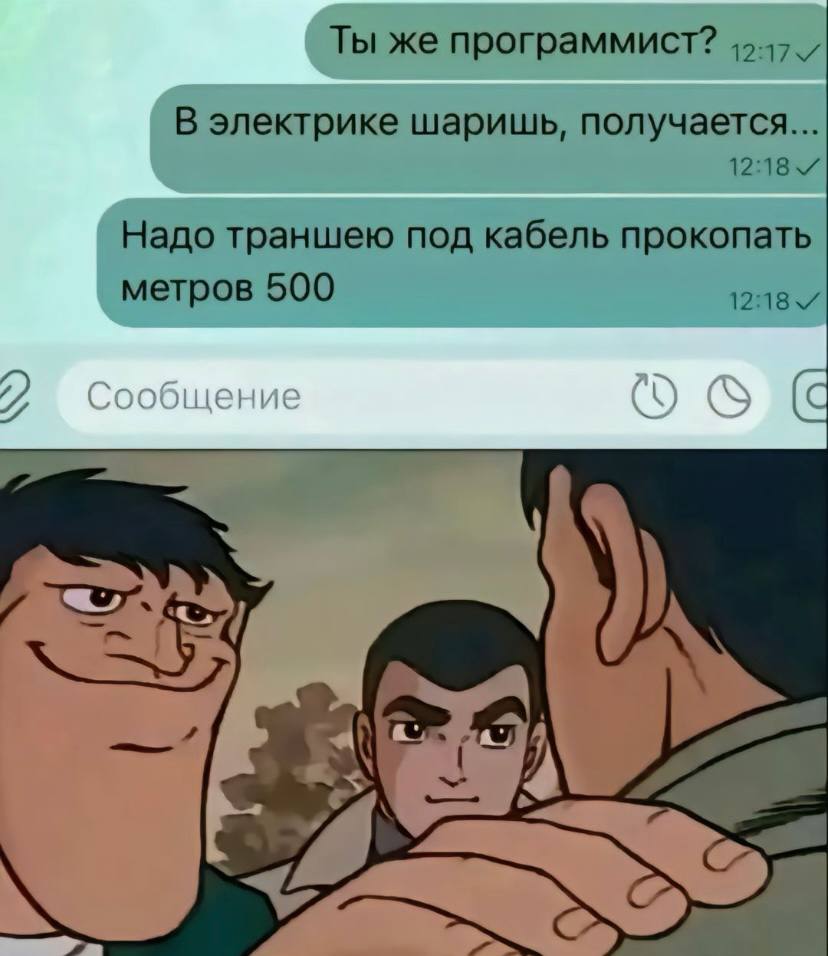 Ты же программист? 12:17
В электрике шаришь, получается...
12:18
Надо траншею под кабель прокопать
метров 500 12:18
Сообщение